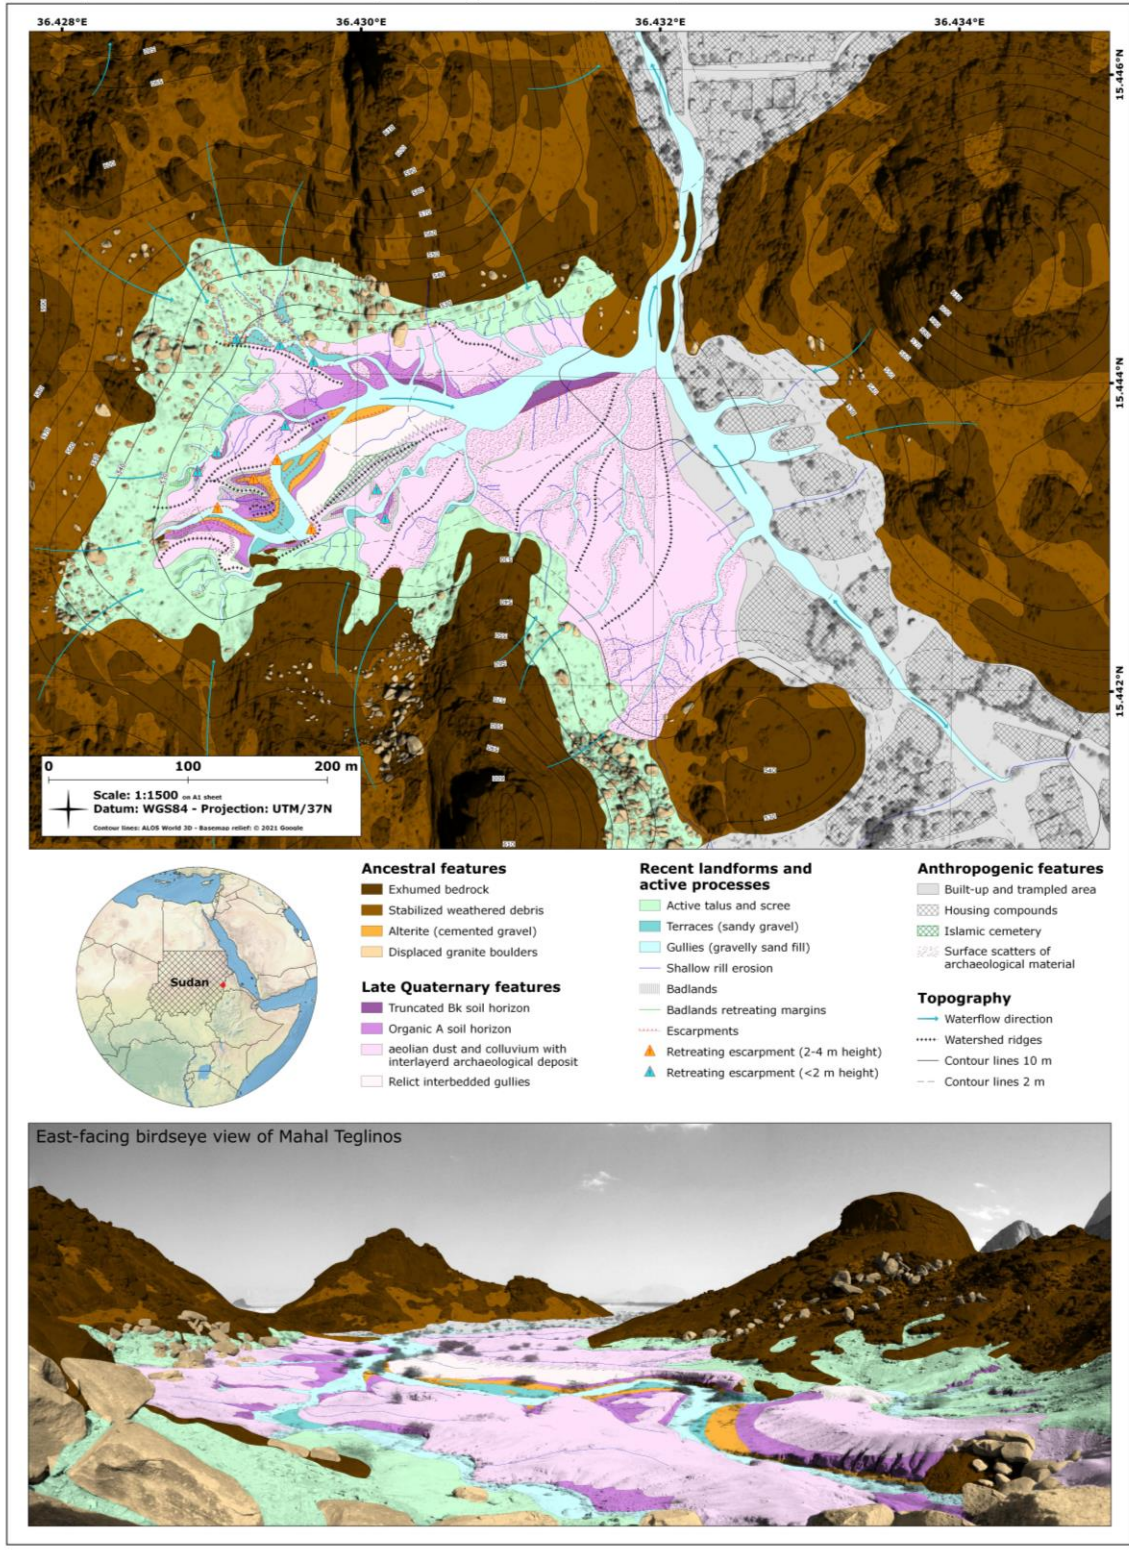 36.428°E
36.430°E
36.432°E
36.434°E
15.446°N
15.444°N
15.442°N
0 100 200 m
Scale: 1:1500 on A1 sheet
Datum: WGS84 - Projection: UTM/37N
Contour lines: ALOS World 3D - Basemap relief: © 2021 Google
Sudan
Ancestral features
Exhumed bedrock
Stabilized weathered debris
Alterite (cemented gravel)
Displaced granite boulders
Late Quaternary features
Truncated Bk soil horizon
Organic A soil horizon
aeolian dust and colluvium with
interlayerd archaeological deposit
Relict interbedded gullies
Recent landforms and
active processes
Active talus and scree
Terraces (sandy gravel)
Gullies (gravelly sand fill)
Shallow rill erosion
Badlands
Badlands retreating margins
Escarpments
Retreating escarpment (2-4 m height)
Retreating escarpment (<2 m height)
Anthropogenic features
Built-up and trampled area
Housing compounds
Islamic cemetery
Surface scatters of
archaeological material
Topography
Waterflow direction
Watershed ridges
Contour lines 10 m
Contour lines 2 m
East-facing birdseye view of Mahal Teglinos